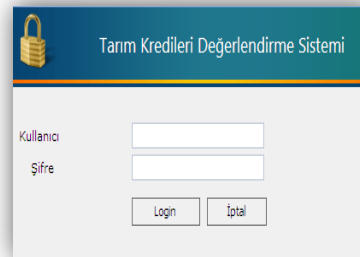 Tarım Kredileri Değerlendirme Sistemi
Kullanıcı
Şifre
Login İptal